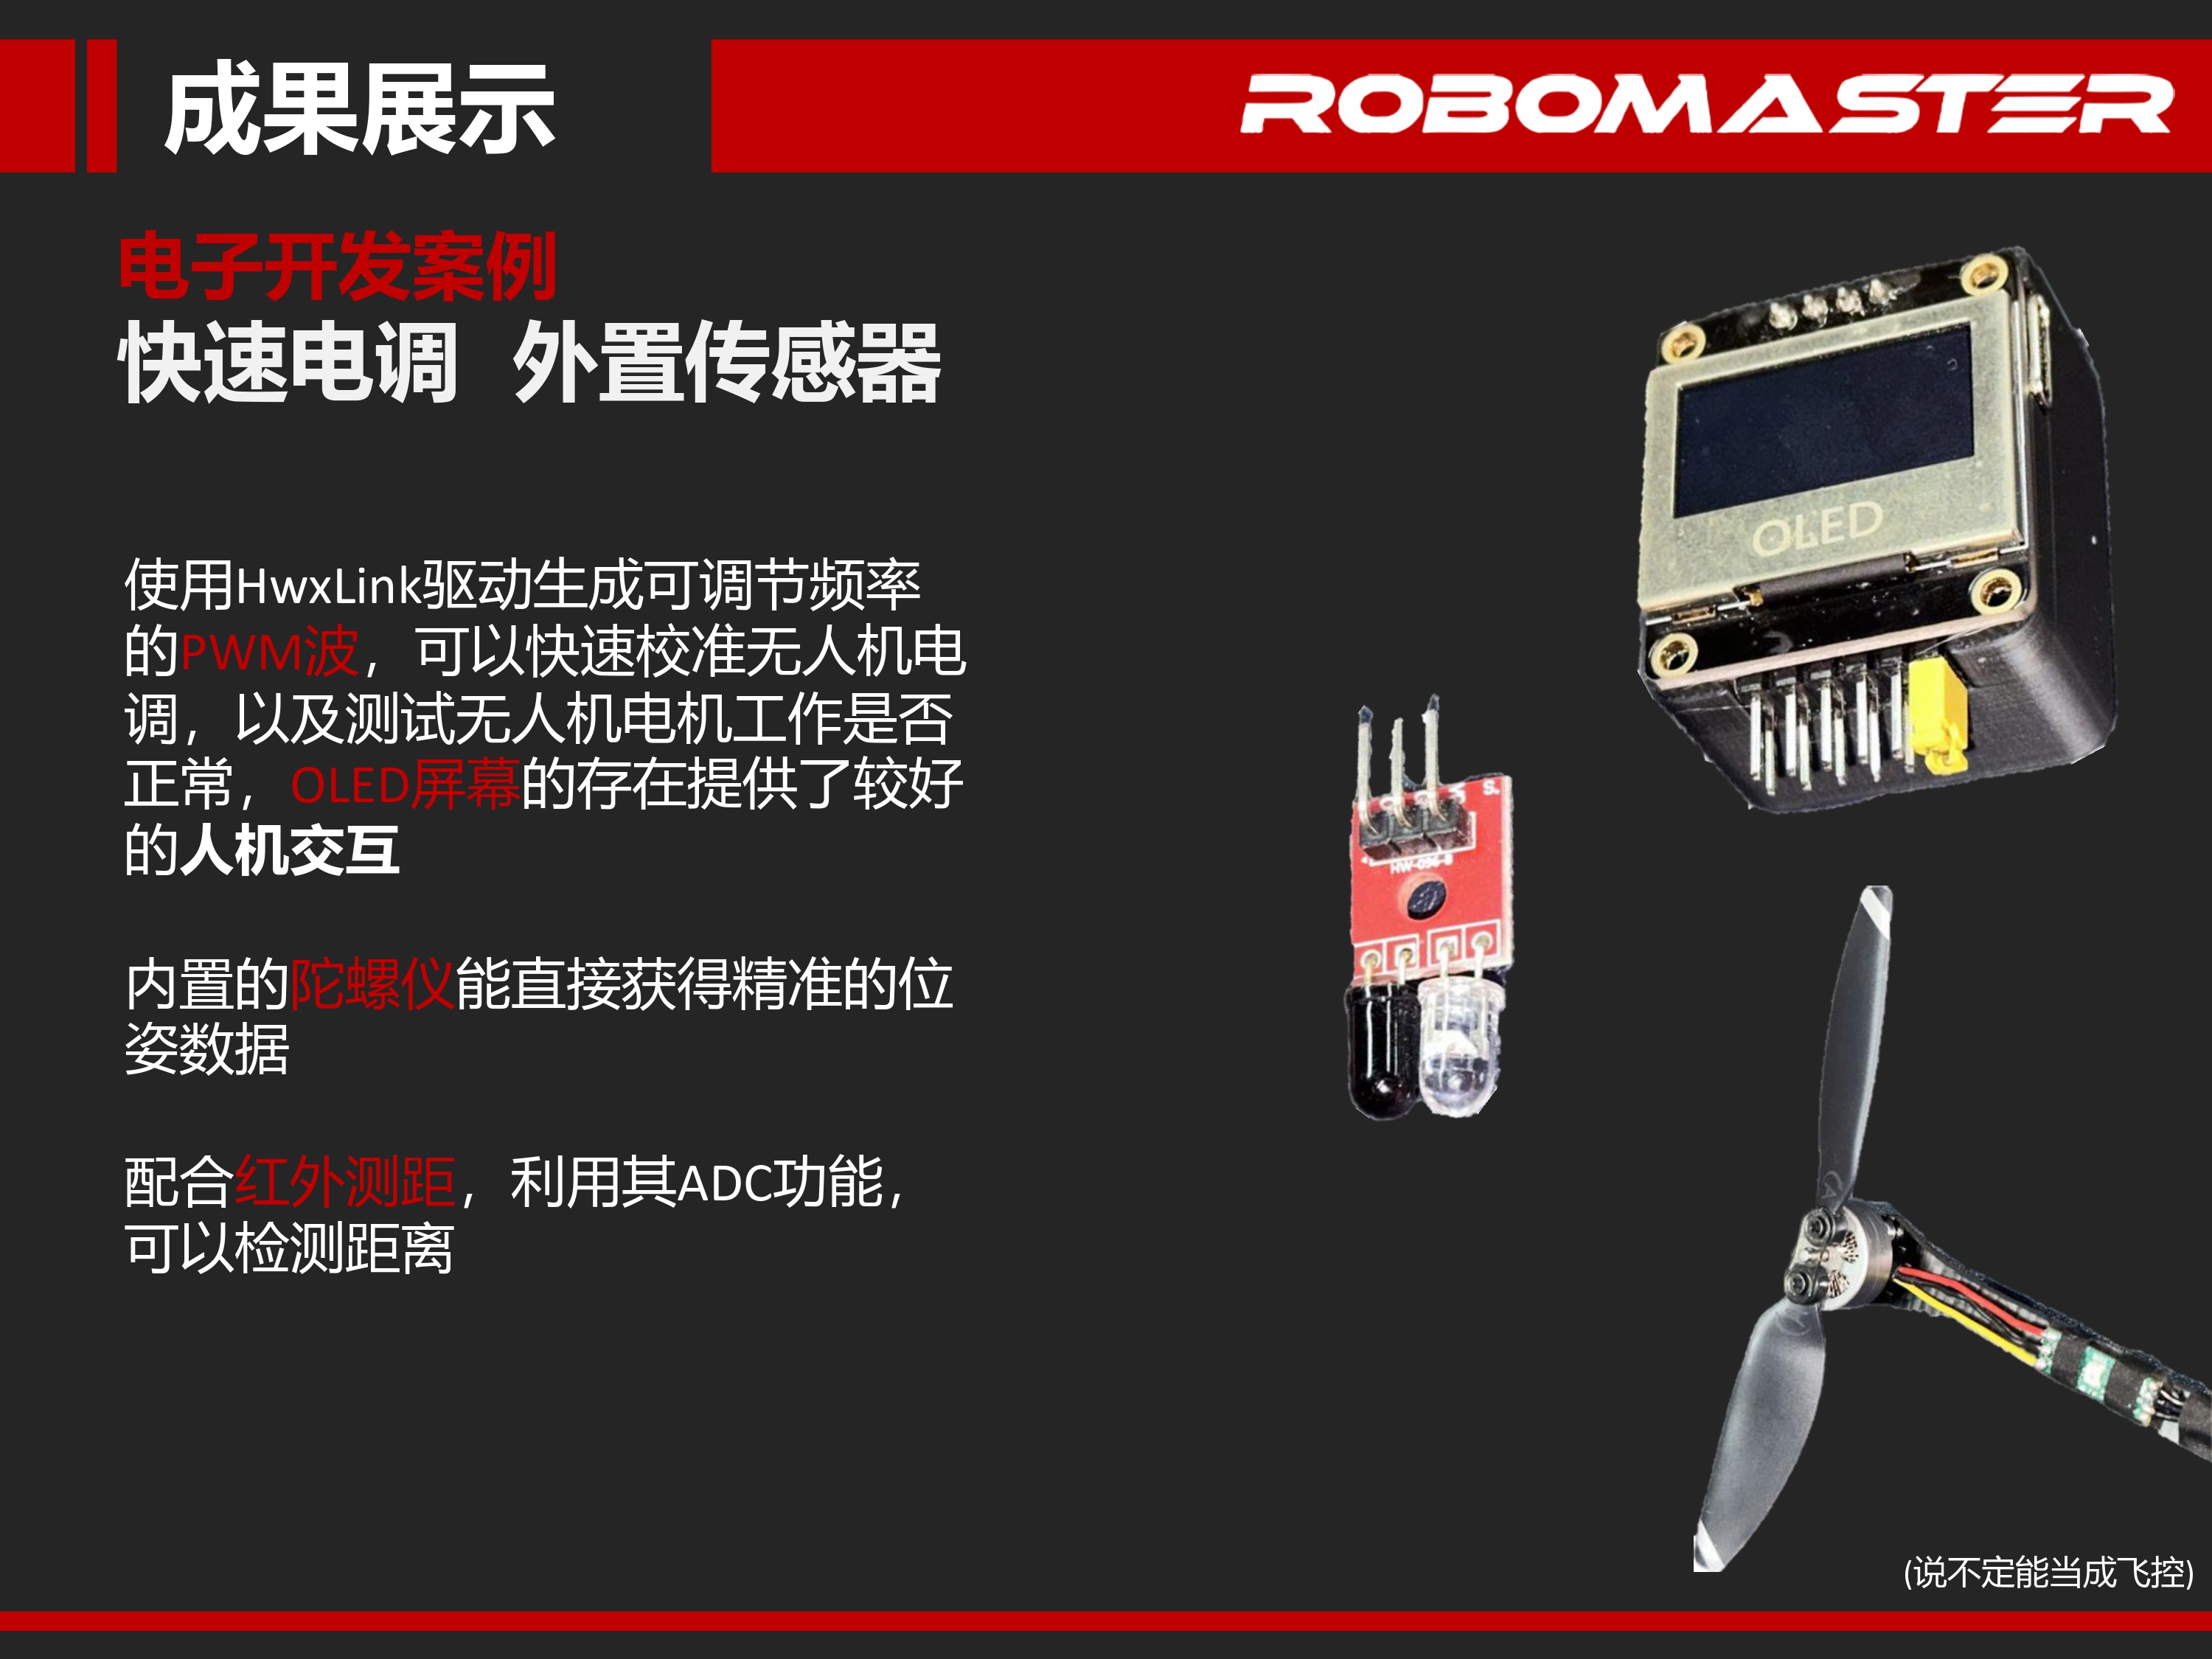 成果展示
ROBOMASTER
电子开发案例
快速电调 外置传感器
使用HwxLink驱动生成可调节频率
的PWM波，可以快速校准无人机电
调，以及测试无人机电机工作是否
正常，OLED屏幕的存在提供了较好
的人机交互
内置的陀螺仪能直接获得精准的位
姿数据
配合红外测距，利用其ADC功能，
可以检测距离
OLED
S.
(说不定能当成飞控)